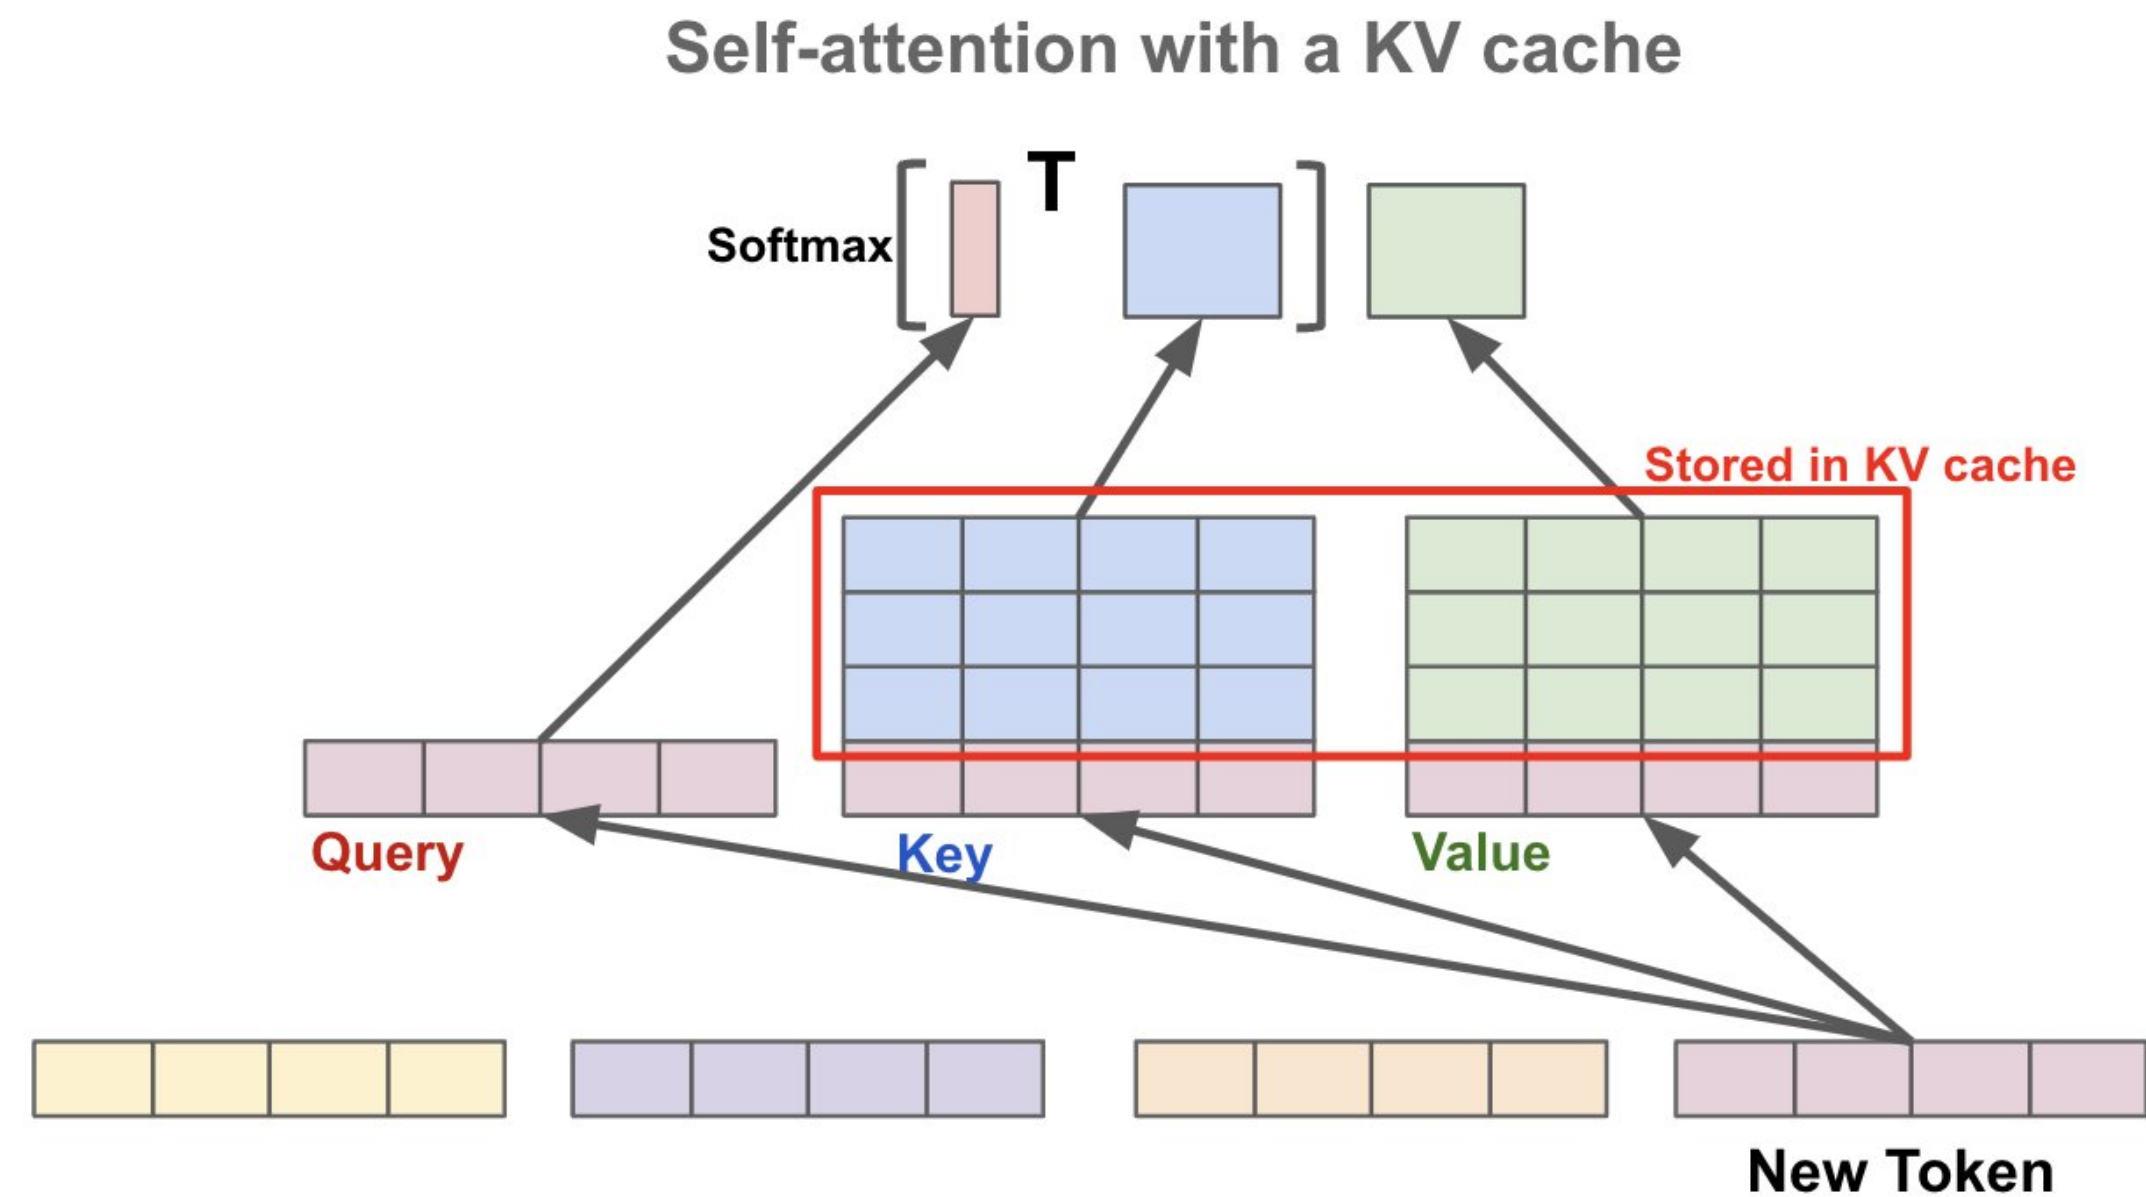 Self-attention with a KV cache
T
Softmax
Stored in KV cache
Query
Key
Value
New Token